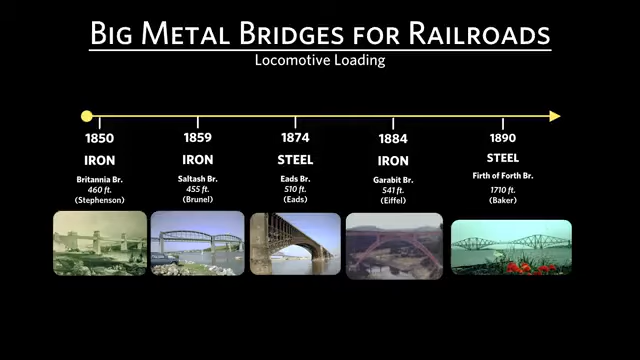 Big Metal Bridges for Railroads
Locomotive Loading
1850
IRON
Britannia Br.
460 ft.
(Stephenson)
1859
IRON
Saltash Br.
455 ft.
(Brunel)
1874
STEEL
Eads Br.
510 ft.
(Eads)
1884
IRON
Garabit Br.
541 ft.
(Eiffel)
1890
STEEL
Firth of Forth Br.
1710 ft.
(Baker)